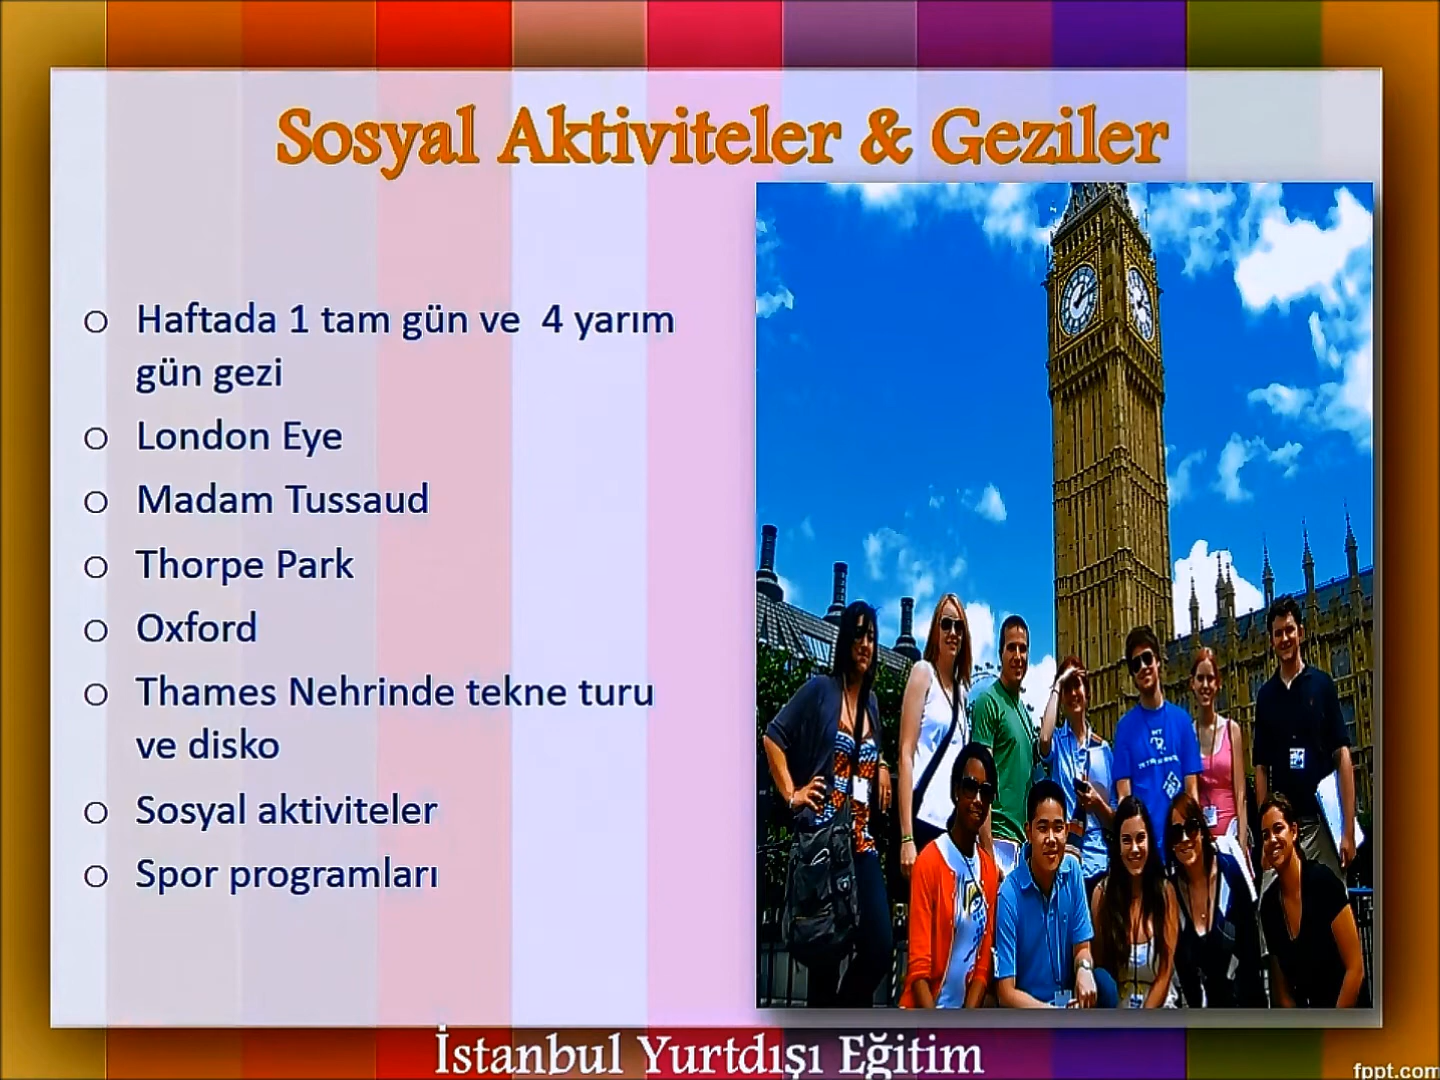 Sosyal Aktiviteler & Geziler
o Haftada 1 tam gün ve 4 yarım
gün gezi
o London Eye
o Madam Tussaud
o Thorpe Park
o Oxford
o Thames Nehrinde tekne turu
ve disko
o Sosyal aktiviteler
o Spor programları
İstanbul Yurtdışı Eğitim
fppt.com